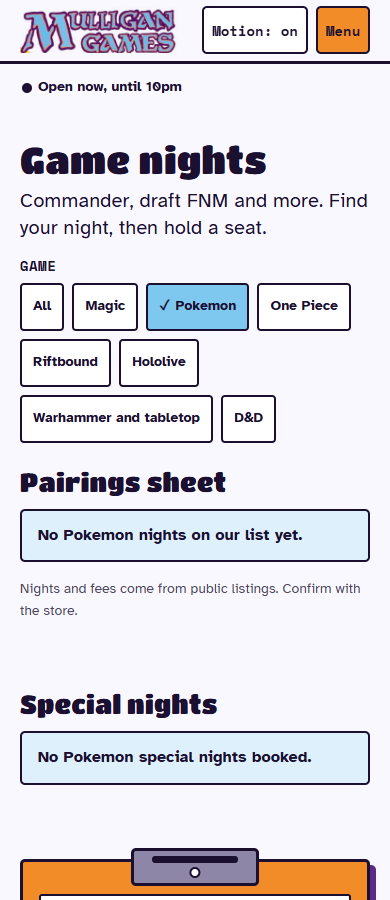 MULLIGAN
GAMES
Motion: on
Menu
Open now, until 10pm
Game nights
Commander, draft FNM and more. Find
your night, then hold a seat.
GAME
All
Magic
✓ Pokemon
One Piece
Riftbound
Hololive
Warhammer and tabletop
D&D
Pairings sheet
No Pokemon nights on our list yet.
Nights and fees come from public listings. Confirm with
the store.
Special nights
No Pokemon special nights booked.